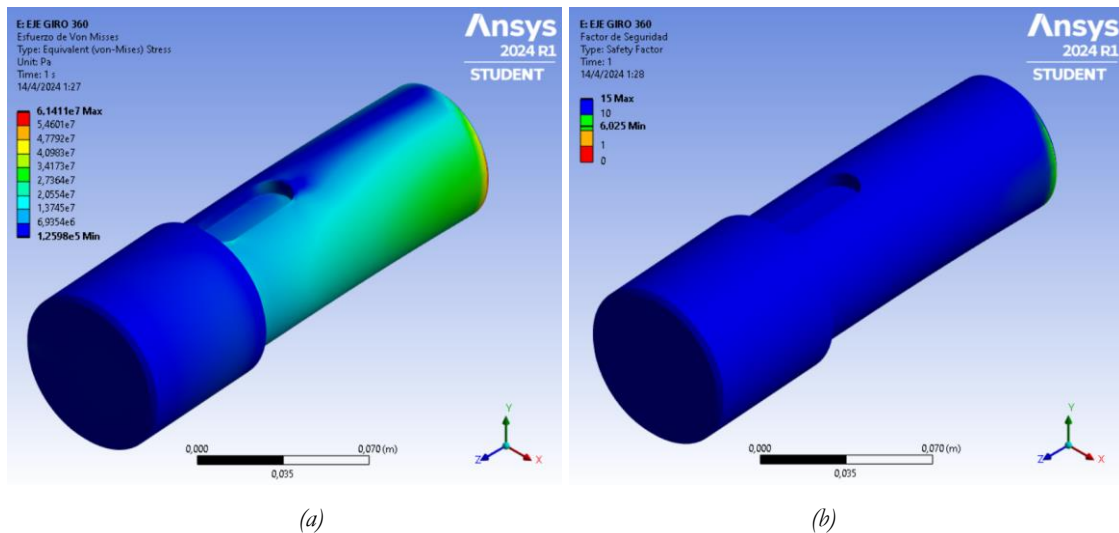 E: EJE GIRO 360
Esfuerzo de Von Misses
Type: Equivalent (von-Mises) Stress
Unit: Pa
Time: 1 s
14/4/2024 1:27
6,1411e7 Max
5,4601e7
4,7792e7
4,0983e7
3,4173e7
2,7364e7
2,0554e7
1,3745e7
6,9354e6
1,2598e5 Min
Ansys
2024 R1
STUDENT
0,000
0,070 (m)
0,035
Y
Z
X
(a)
E: EJE GIRO 360
Factor de Seguridad
Type: Safety Factor
Time: 1
14/4/2024 1:28
15 Max
10
6,025 Min
1
0
Ansys
2024 R1
STUDENT
0,000
0,070 (m)
0,035
Y
Z
X
(b)